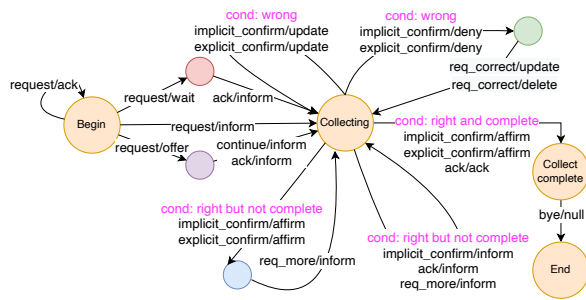 cond: wrong
implicit_confirm/update
explicit_confirm/update
cond: wrong
implicit_confirm/deny
explicit_confirm/deny
req_correct/update
req_correct/delete
request/ack
request/wait
ack/inform
Begin
request/inform
Collecting
request/offer
continue/inform
ack/inform
cond: right and complete
implicit_confirm/affirm
explicit_confirm/affirm
ack/ack
Collect
complete
cond: right but not complete
implicit_confirm/affirm
explicit_confirm/affirm
req_more/inform
cond: right but not complete
implicit_confirm/inform
ack/inform
req_more/inform
bye/null
End